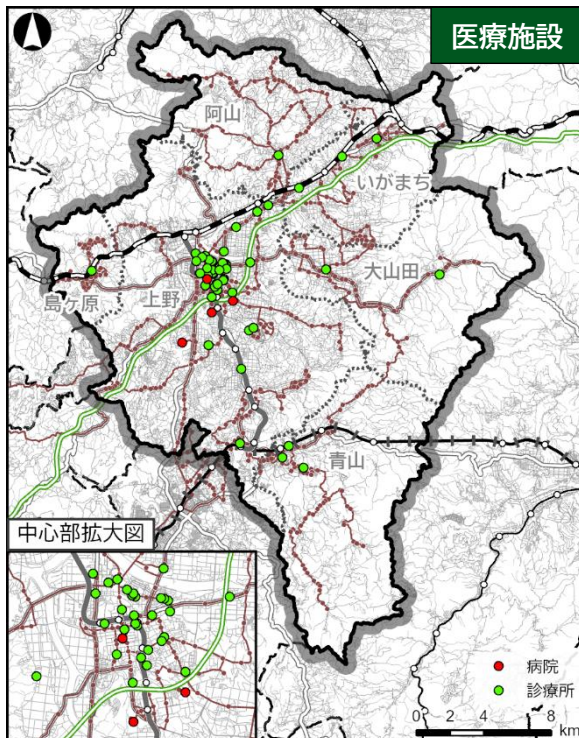 医療施設
阿山
いがまち
大山田
島ヶ原
上野
青山
中心部拡大図
病院
診療所
0 2 4 8
km